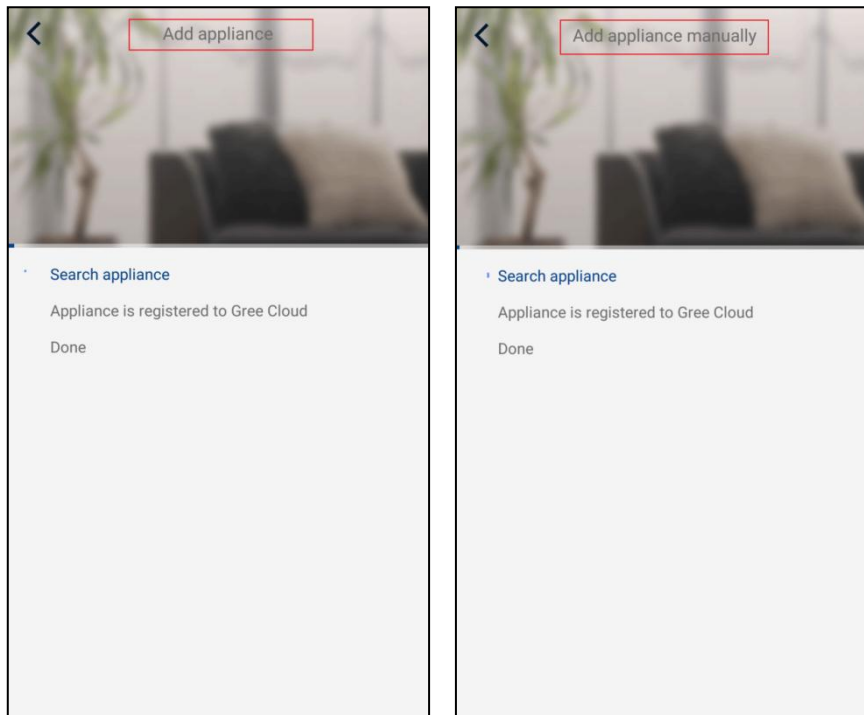 Add appliance
Search appliance
Appliance is registered to Gree Cloud
Done
Add appliance manually
Search appliance
Appliance is registered to Gree Cloud
Done